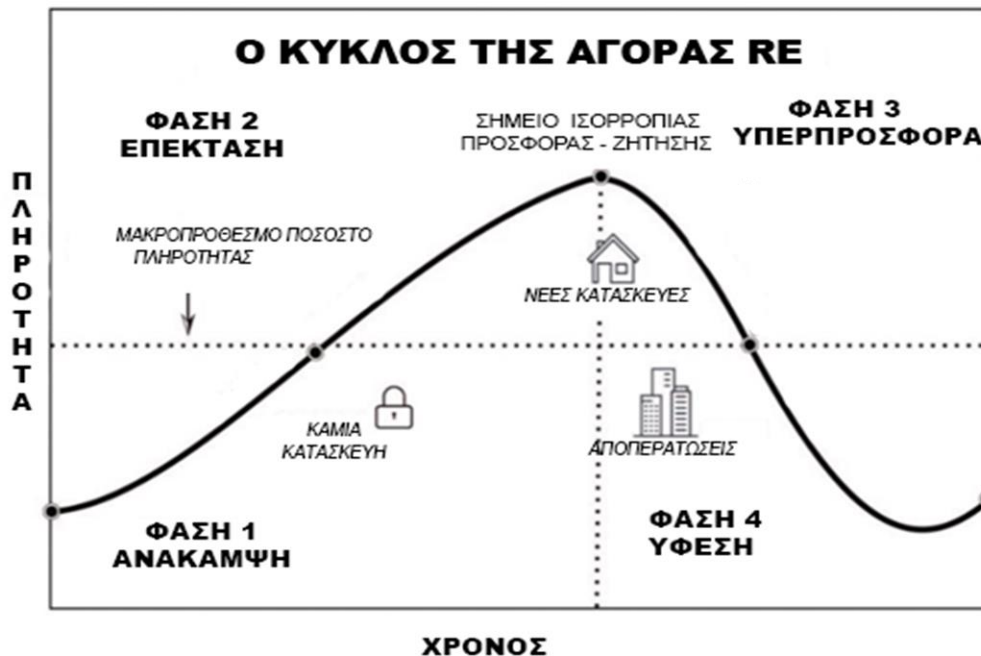 Ο ΚΥΚΛΟΣ ΤΗΣ ΑΓΟΡΑΣ RE
ΦΑΣΗ 2
ΕΠΕΚΤΑΣΗ
ΣΗΜΕΙΟ ΙΣΟΡΡΟΠΙΑΣ
ΠΡΟΣΦΟΡΑΣ - ΖΗΤΗΣΗΣ
ΦΑΣΗ 3
ΥΠΕΡΠΡΟΣΦΟΡΑ
ΠΛΗΡΟΤΗΤΑ
ΜΑΚΡΟΠΡΟΘΕΣΜΟ ΠΟΣΟΣΤΟ
ΠΛΗΡΟΤΗΤΑΣ
ΝΕΕΣ ΚΑΤΑΣΚΕΥΕΣ
ΚΑΜΙΑ
ΚΑΤΑΣΚΕΥΗ
ΑΠΟΠΕΡΑΤΩΣΕΙΣ
ΦΑΣΗ 1
ΑΝΑΚΑΜΨΗ
ΦΑΣΗ 4
ΥΦΕΣΗ
ΧΡΟΝΟΣ